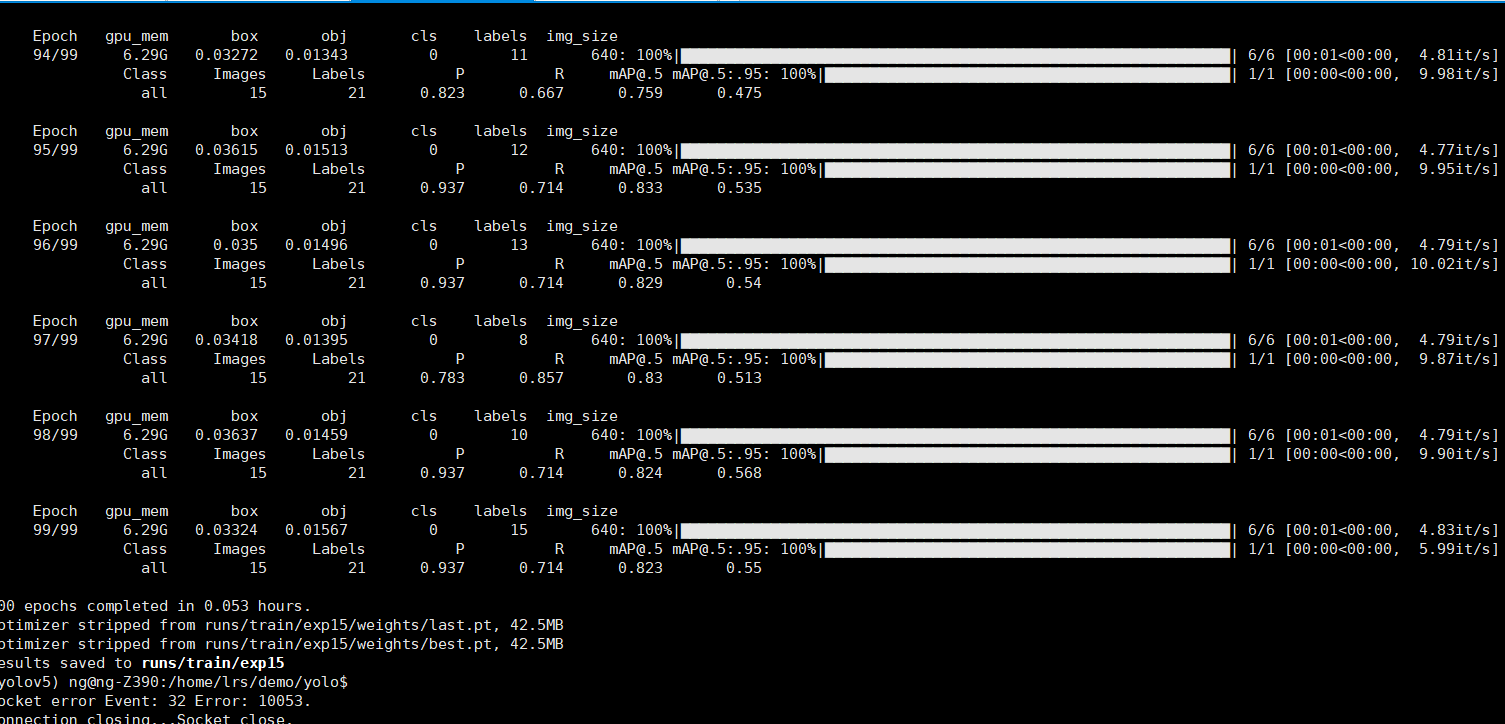 Epoch gpu_mem box obj cls labels img_size
94/99 6.29G 0.03272 0.01343 0 11 640: 100%| | 6/6 [00:01<00:00, 4.81it/s]
Class Images Labels P R mAP@.5 mAP@.5:.95: 100%| | 1/1 [00:00<00:00, 9.98it/s]
all 15 21 0.823 0.667 0.759 0.475
Epoch gpu_mem box obj cls labels img_size
95/99 6.29G 0.03615 0.01513 0 12 640: 100%| | 6/6 [00:01<00:00, 4.77it/s]
Class Images Labels P R mAP@.5 mAP@.5:.95: 100%| | 1/1 [00:00<00:00, 9.95it/s]
all 15 21 0.937 0.714 0.833 0.535
Epoch gpu_mem box obj cls labels img_size
96/99 6.29G 0.035 0.01496 0 13 640: 100%| | 6/6 [00:01<00:00, 4.79it/s]
Class Images Labels P R mAP@.5 mAP@.5:.95: 100%| | 1/1 [00:00<00:00, 10.02it/s]
all 15 21 0.937 0.714 0.829 0.54
Epoch gpu_mem box obj cls labels img_size
97/99 6.29G 0.03418 0.01395 0 8 640: 100%| | 6/6 [00:01<00:00, 4.79it/s]
Class Images Labels P R mAP@.5 mAP@.5:.95: 100%| | 1/1 [00:00<00:00, 9.87it/s]
all 15 21 0.783 0.857 0.83 0.513
Epoch gpu_mem box obj cls labels img_size
98/99 6.29G 0.03637 0.01459 0 10 640: 100%| | 6/6 [00:01<00:00, 4.79it/s]
Class Images Labels P R mAP@.5 mAP@.5:.95: 100%| | 1/1 [00:00<00:00, 9.90it/s]
all 15 21 0.937 0.714 0.824 0.568
Epoch gpu_mem box obj cls labels img_size
99/99 6.29G 0.03324 0.01567 0 15 640: 100%| | 6/6 [00:01<00:00, 4.83it/s]
Class Images Labels P R mAP@.5 mAP@.5:.95: 100%| | 1/1 [00:00<00:00, 5.99it/s]
all 15 21 0.937 0.714 0.823 0.55
00 epochs completed in 0.053 hours.
ptimizer stripped from runs/train/exp15/weights/last.pt, 42.5MB
ptimizer stripped from runs/train/exp15/weights/best.pt, 42.5MB
esults saved to runs/train/exp15
yolov5) ng@ng-Z390:/home/lrs/demo/yolo$
ocket error Event: 32 Error: 10053.
onnection closing...Socket close.